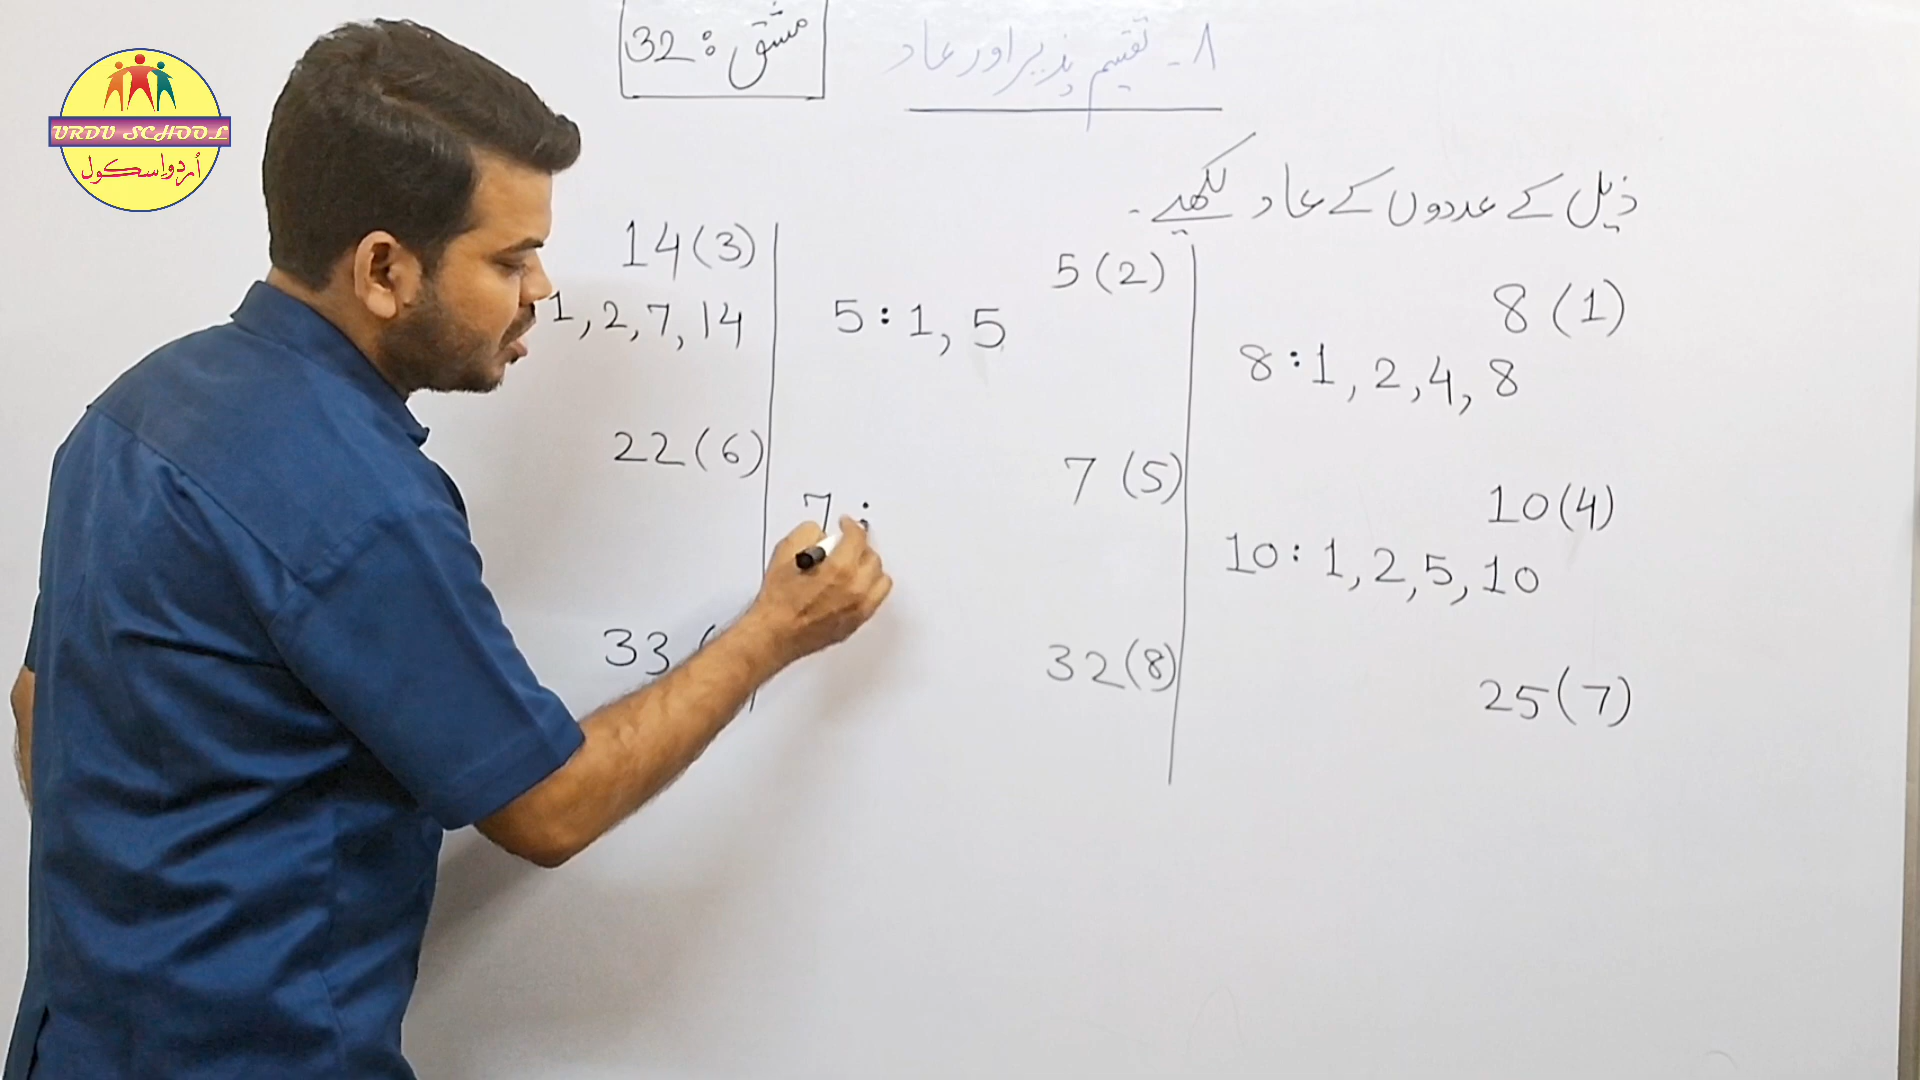 URDU SCHOOL
اُردو اسکول
مشق : 32
۸۔ تقسیم پذیر اور عاد
ذیل کے عددوں کے عاد لکھیے۔
8 (1)
8 : 1, 2, 4, 8
5 (2)
5 : 1, 5
14 (3)
1, 2, 7, 14
10 (4)
10 : 1, 2, 5, 10
7 (5)
7 :
22 (6)
25 (7)
32 (8)
33 (